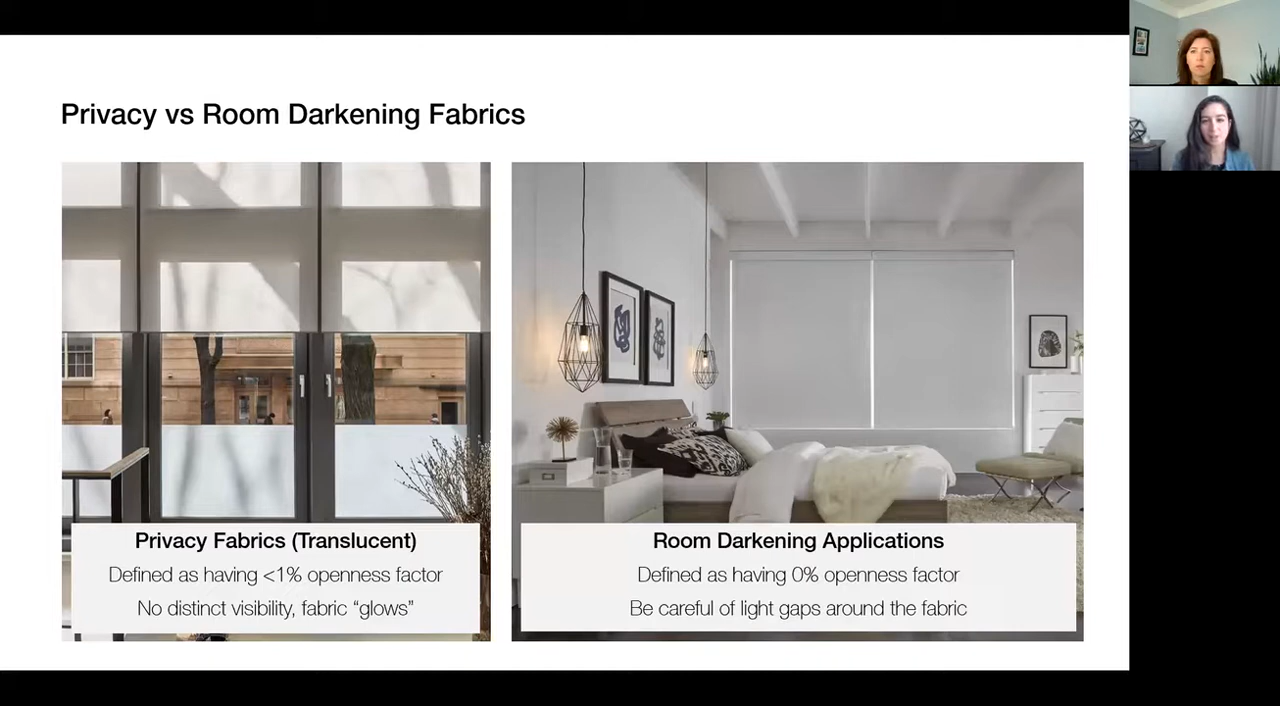 Privacy vs Room Darkening Fabrics
Privacy Fabrics (Translucent)
Defined as having <1% openness factor
No distinct visibility, fabric “glows”
Room Darkening Applications
Defined as having 0% openness factor
Be careful of light gaps around the fabric